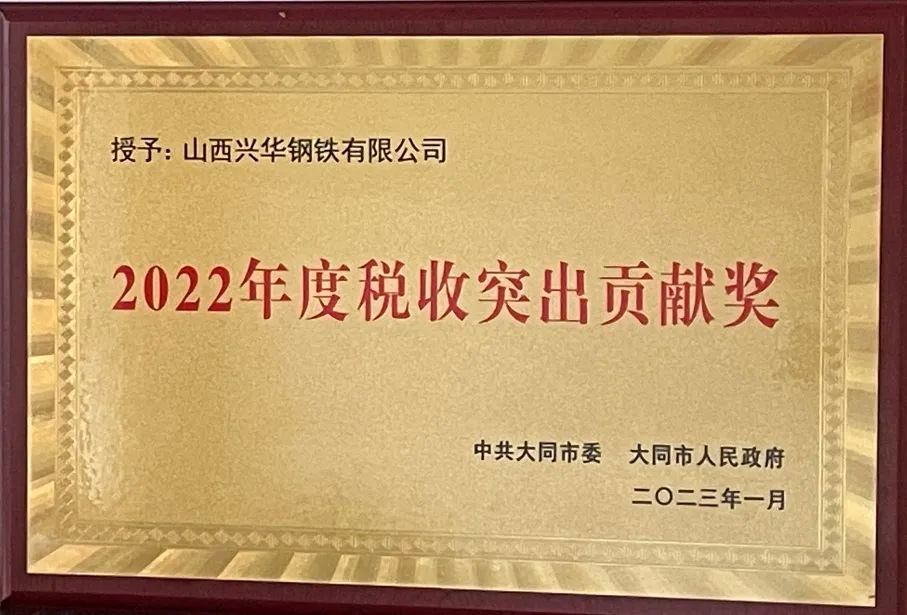 授予：山西兴华钢铁有限公司
2022年度税收突出贡献奖
中共大同市委 大同市人民政府
二〇二三年一月